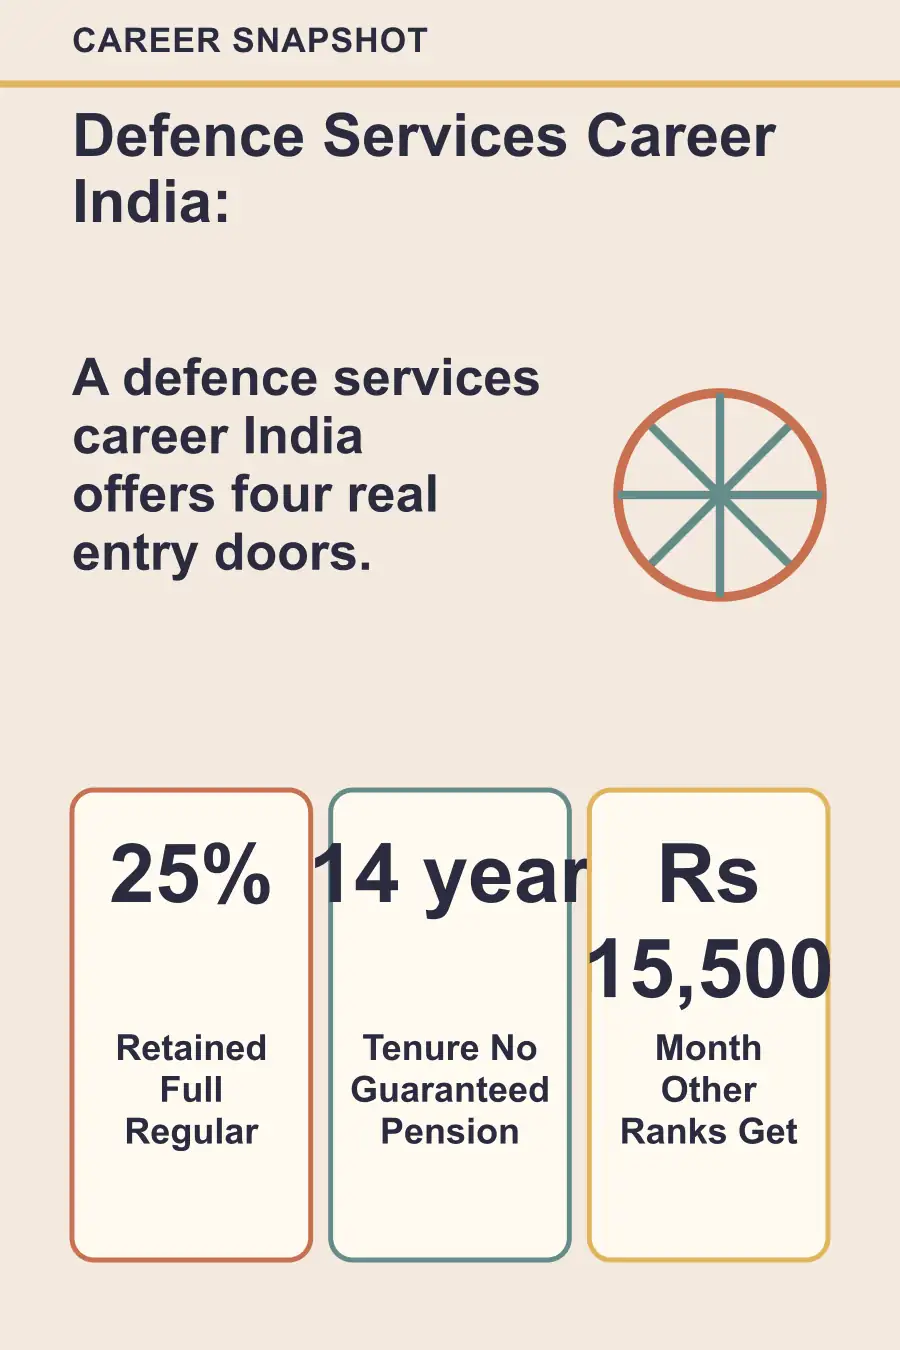 CAREER SNAPSHOT
Defence Services Career
India:
A defence services
career India
offers four real
entry doors.
25%
Retained
Full
Regular
14 year
Tenure No
Guaranteed
Pension
Rs
15,500
Month
Other
Ranks Get